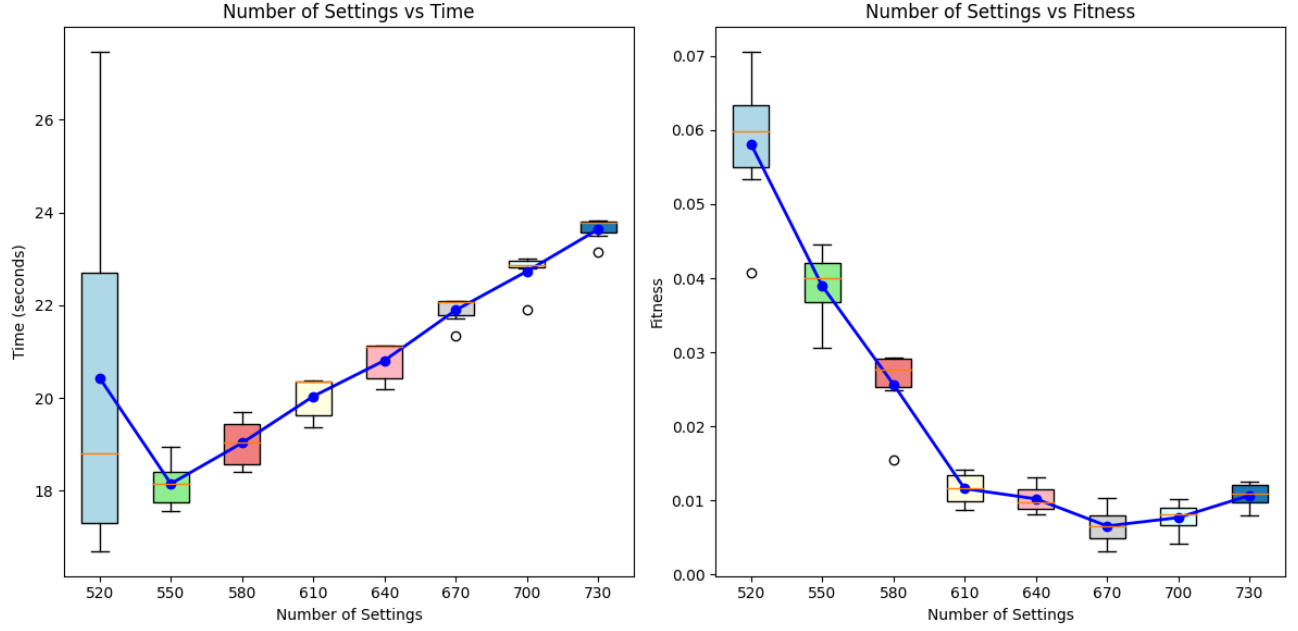 Number of Settings vs Time
Time (seconds)
26
24
22
20
18
520 550 580 610 640 670 700 730
Number of Settings
Number of Settings vs Fitness
Fitness
0.07
0.06
0.05
0.04
0.03
0.02
0.01
0.00
520 550 580 610 640 670 700 730
Number of Settings